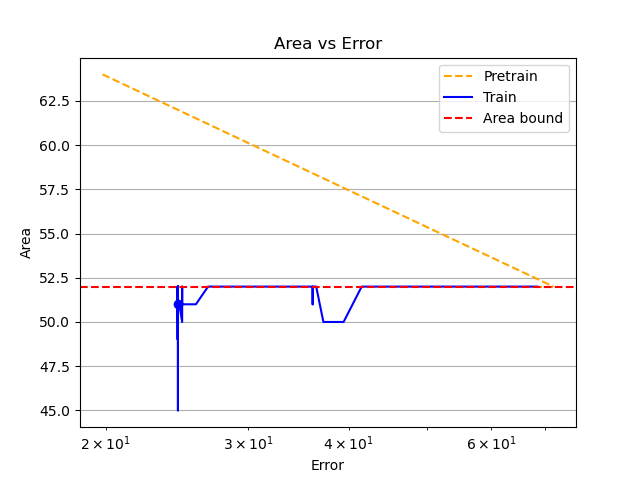 Area vs Error
Pretrain
Train
Area bound
62.5
60.0
57.5
55.0
52.5
50.0
47.5
45.0
Area
2 × 10¹
3 × 10¹
4 × 10¹
6 × 10¹
Error